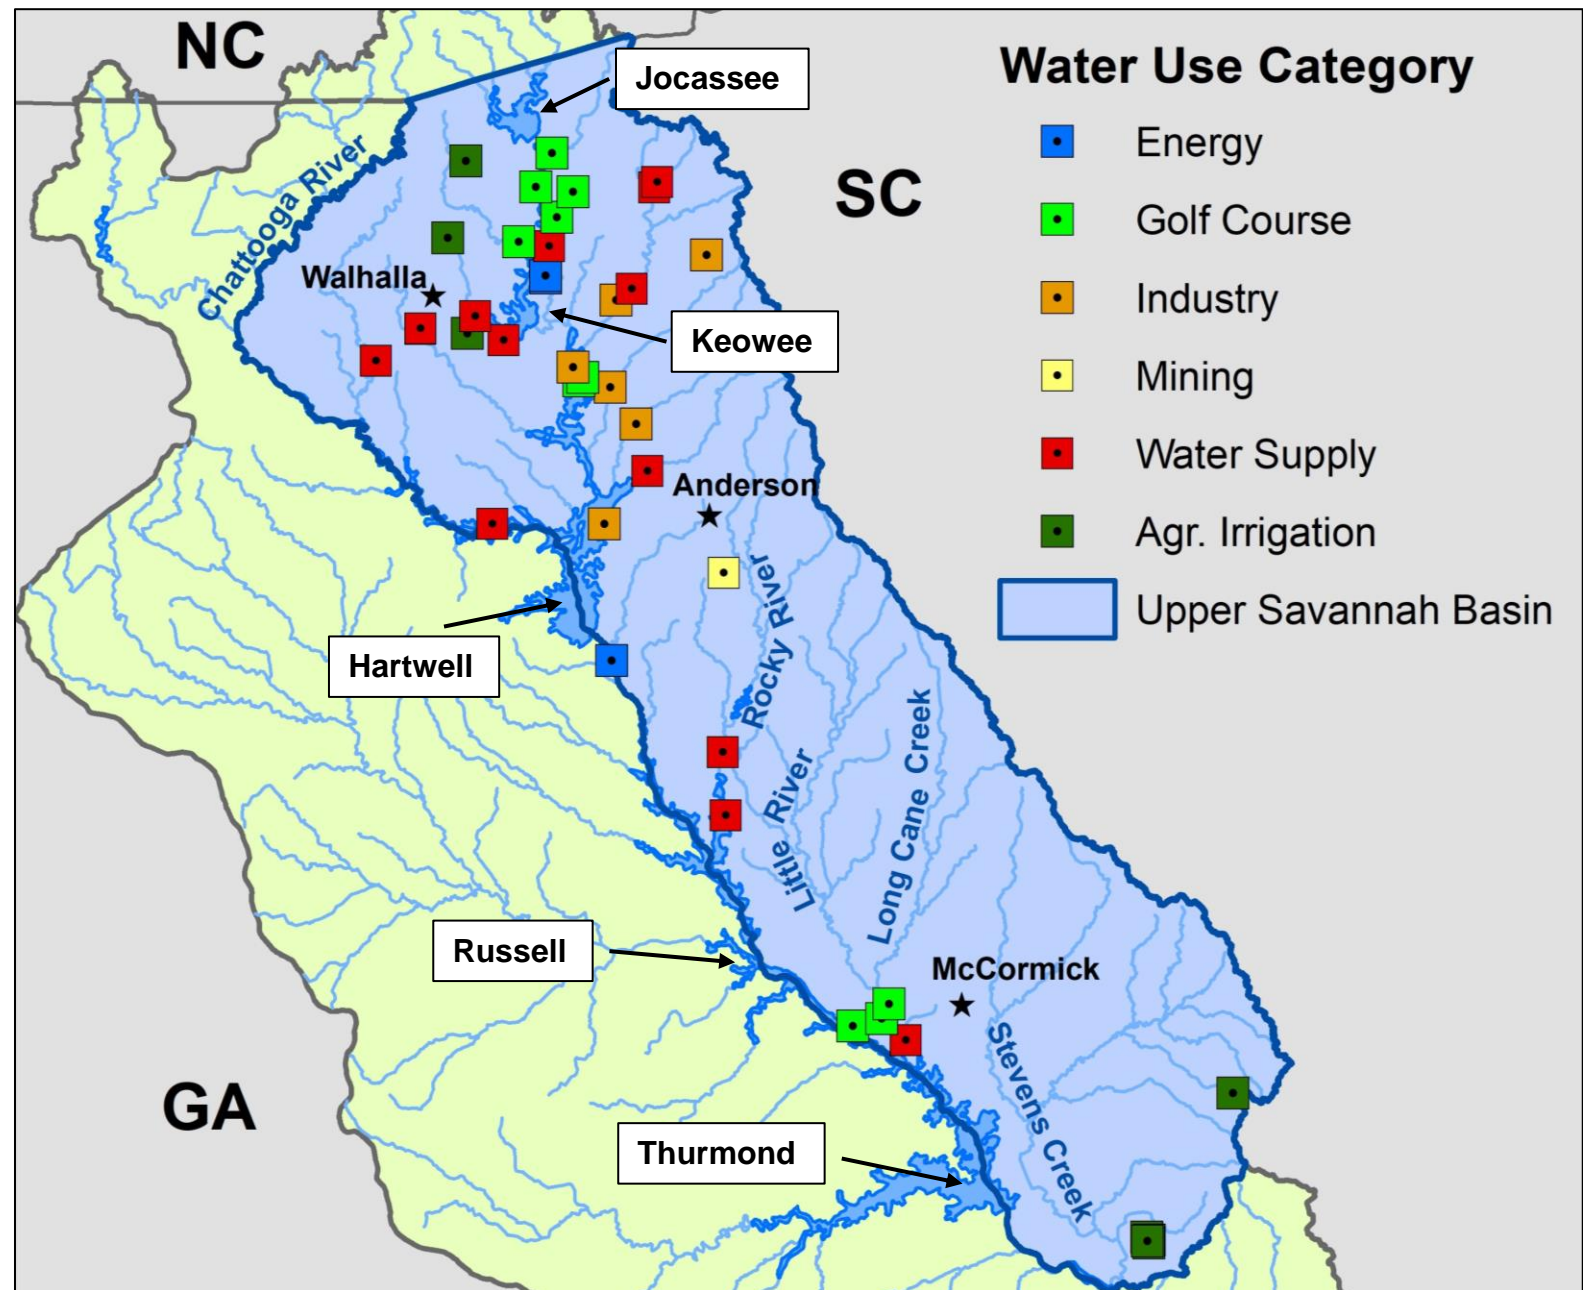 NC
Jocassee
Water Use Category
Energy
Chattooga River
SC
Golf Course
Walhalla
Industry
Keowee
Mining
Water Supply
Anderson
Agr. Irrigation
Rocky River
Upper Savannah Basin
Hartwell
Little River
Long Cane Creek
Russell
McCormick
Stevens Creek
GA
Thurmond